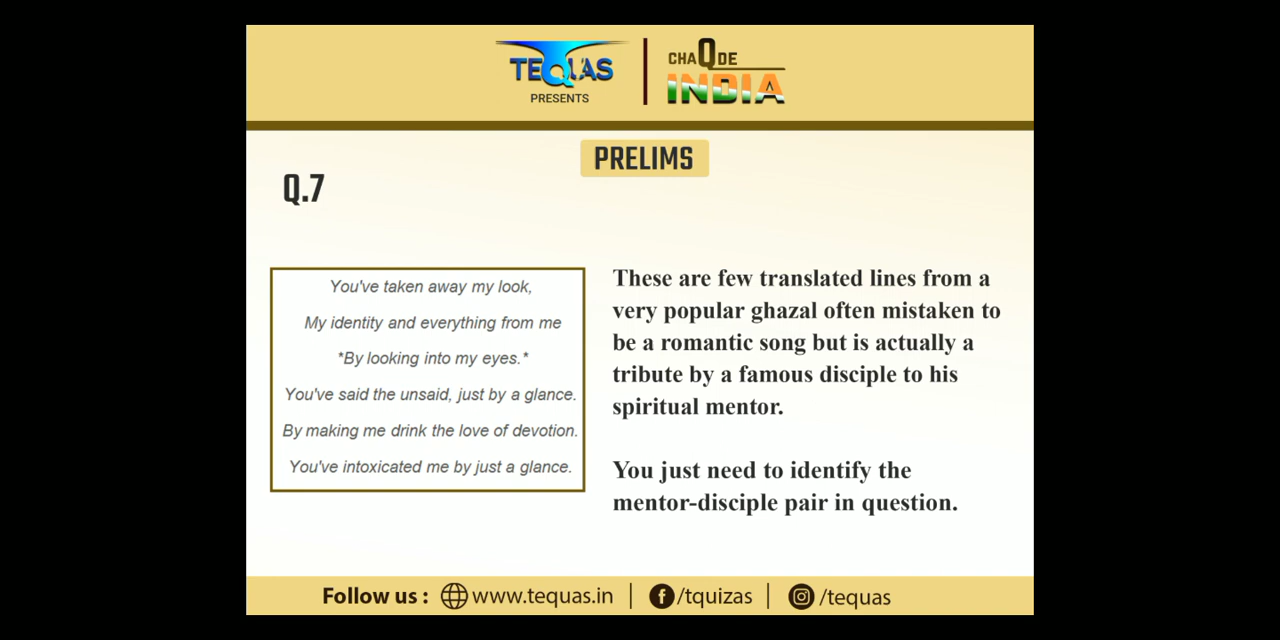 TEQUAS
PRESENTS
CHAQDE
INDIA
PRELIMS
Q.7
You've taken away my look,
My identity and everything from me
*By looking into my eyes.*
You've said the unsaid, just by a glance.
By making me drink the love of devotion.
You've intoxicated me by just a glance.
These are few translated lines from a
very popular ghazal often mistaken to
be a romantic song but is actually a
tribute by a famous disciple to his
spiritual mentor.
You just need to identify the
mentor-disciple pair in question.
Follow us : www.tequas.in | /tquizas | /tequas